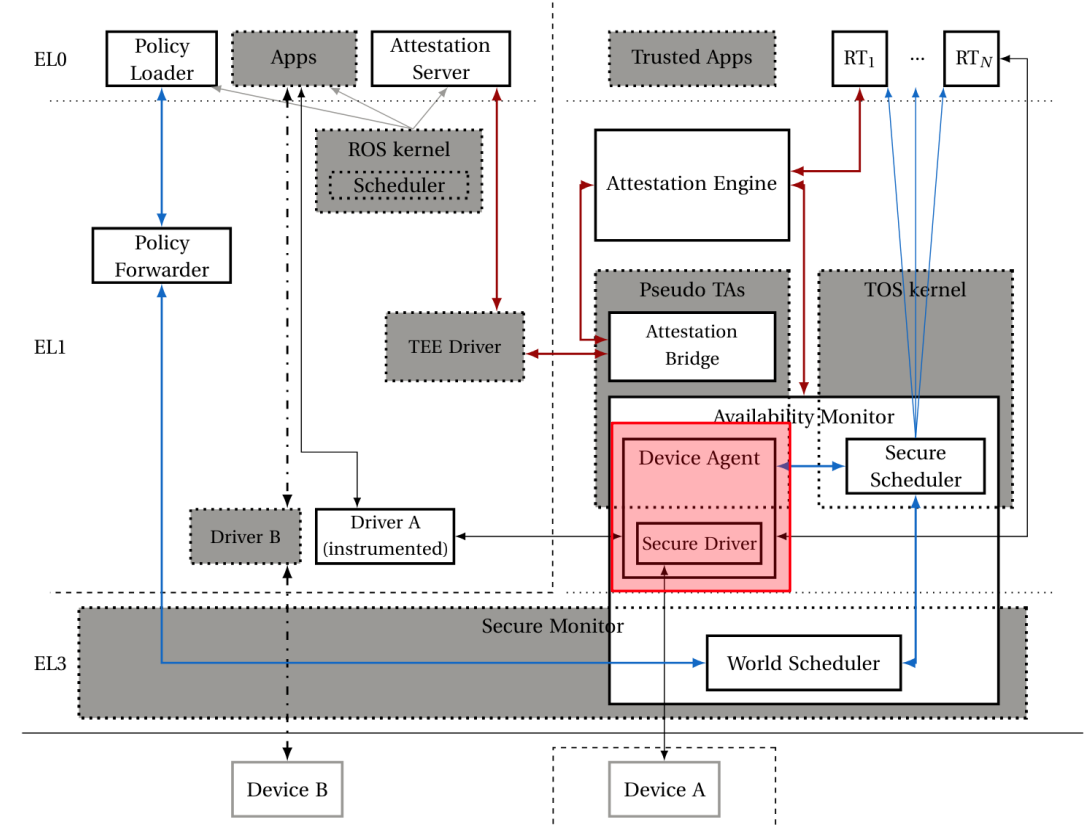 EL0
Policy
Loader
Apps
Attestation
Server
Trusted Apps
RT1
...
RTN
ROS kernel
Scheduler
Attestation Engine
Policy
Forwarder
Pseudo TAs
TOS kernel
EL1
TEE Driver
Attestation
Bridge
Availability Monitor
Device Agent
Secure
Scheduler
Driver B
Driver A
(instrumented)
Secure Driver
Secure Monitor
EL3
World Scheduler
Device B
Device A